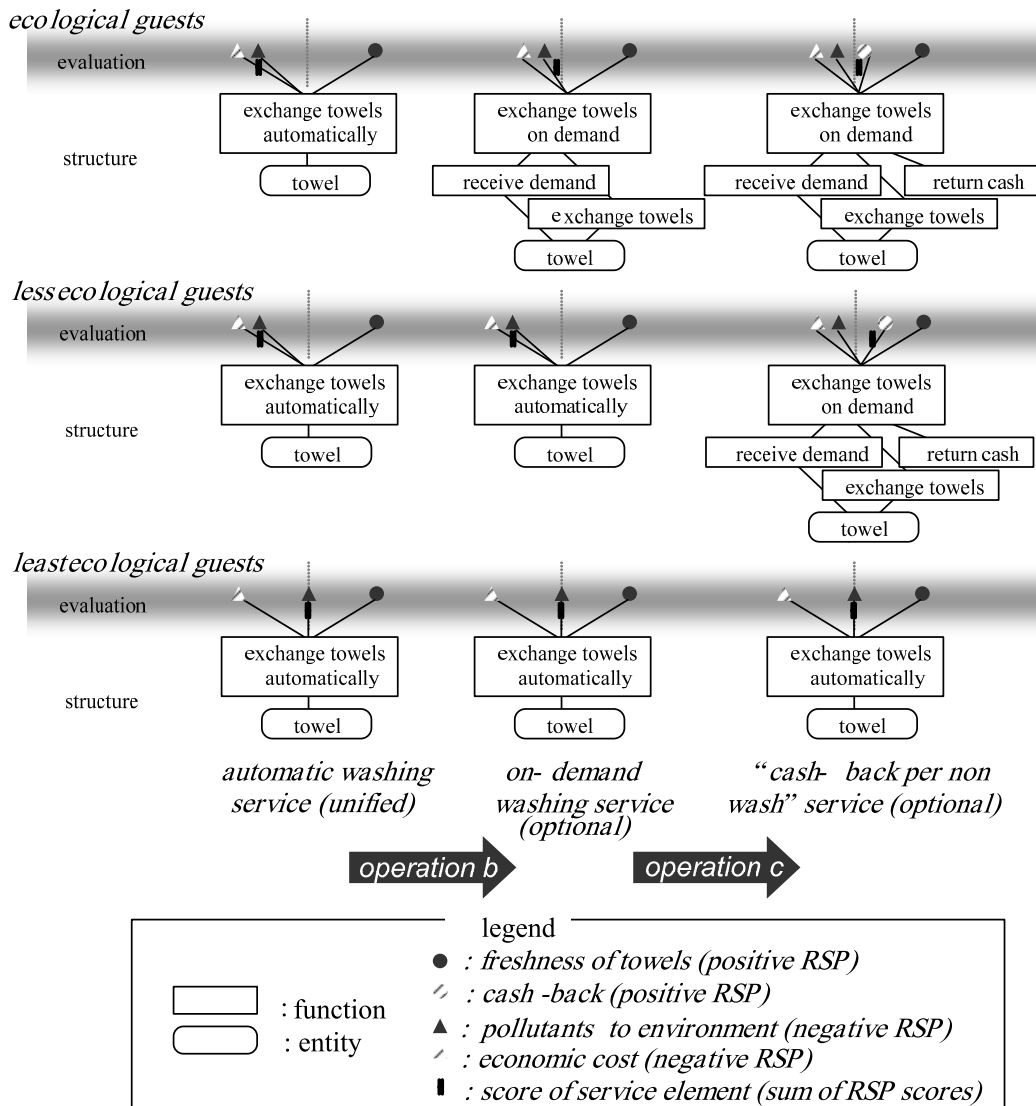 ecological guests
evaluation
exchange towels
automatically
exchange towels
on demand
exchange towels
on demand
structure
towel
receive demand
exchange towels
towel
receive demand
return cash
exchange towels
towel
less ecological guests
evaluation
exchange towels
automatically
exchange towels
automatically
exchange towels
on demand
structure
towel
towel
receive demand
return cash
exchange towels
towel
least ecological guests
evaluation
exchange towels
automatically
exchange towels
automatically
exchange towels
automatically
structure
towel
towel
towel
automatic washing
service (unified)
on- demand
washing service
(optional)
“cash- back per non
wash” service (optional)
operation b
operation c
legend
: function
: entity
: freshness of towels (positive RSP)
: cash -back (positive RSP)
: pollutants to environment (negative RSP)
: economic cost (negative RSP)
: score of service element (sum of RSP scores)